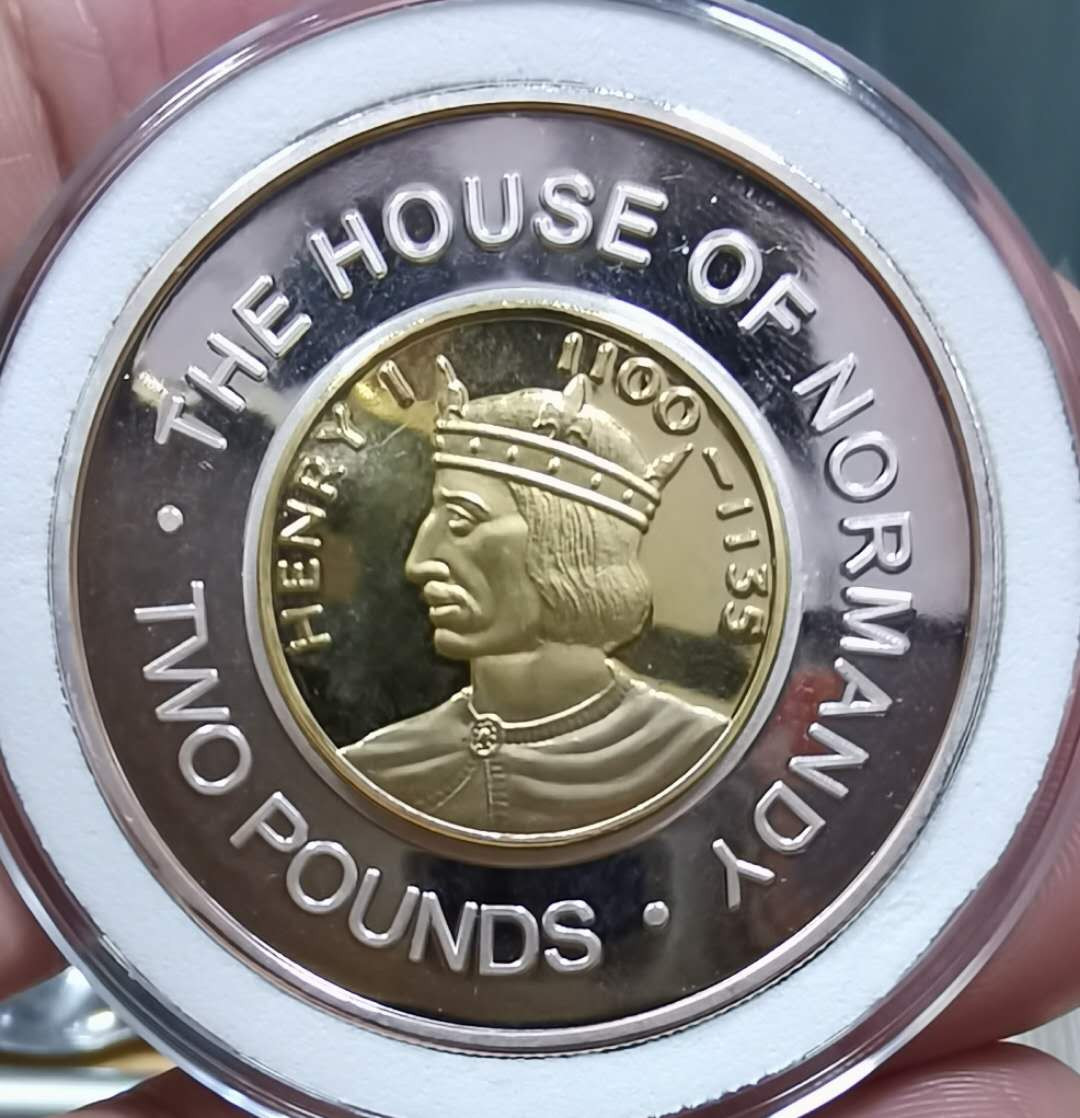 THE HOUSE OF NORMANDY
· TWO POUNDS ·
HENRY I 1100-1135